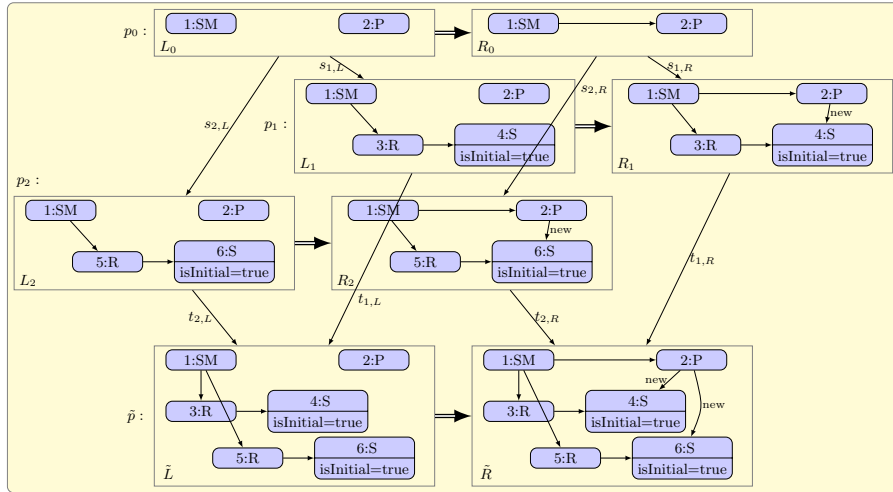 p₀ : 1:SM 2:P 1:SM 2:P
L₀ R₀
s₁,L s₁,R
1:SM 2:P 1:SM 2:P
s₂,R
new
s₂,L p₁ : 4:S 4:S
3:R isInitial=true 3:R isInitial=true
L₁ R₁
p₂ :
1:SM 2:P 1:SM 2:P
new
6:S 6:S
5:R isInitial=true 5:R isInitial=true
t₁,R
L₂ R₂
t₂,L t₁,L t₂,R
1:SM 2:P 1:SM 2:P
new
4:S 4:S
p̃ : 3:R isInitial=true 3:R isInitial=true
new
6:S 6:S
5:R isInitial=true 5:R isInitial=true
L̃ R̃